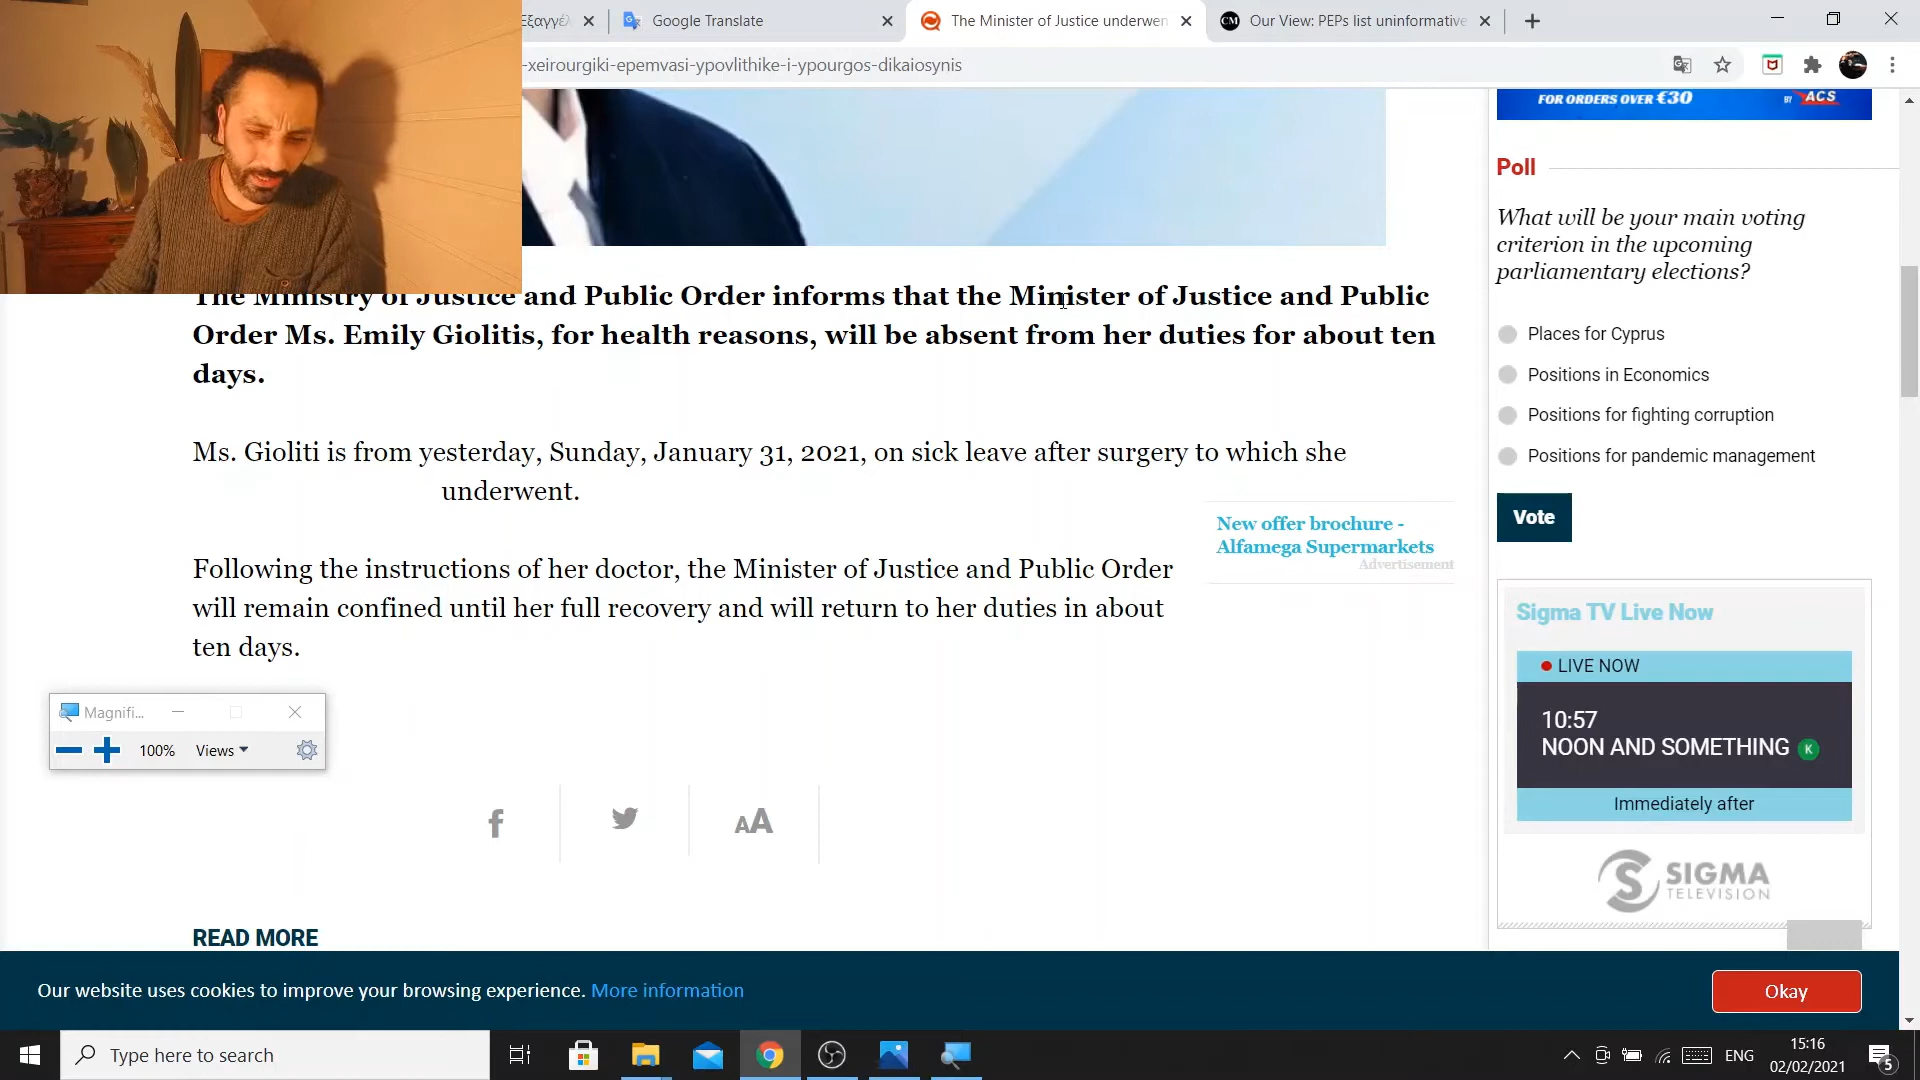 Εξαγγέλ
Google Translate
The Minister of Justice underwen
CM
Our View: PEPs list uninformative
-xeirourgiki-epemvasi-ypovlithike-i-ypourgos-dikaiosynis
FOR ORDERS OVER €30
BY ACS
The Ministry of Justice and Public Order informs that the Minister of Justice and Public
Order Ms. Emily Giolitis, for health reasons, will be absent from her duties for about ten
days.
Ms. Gioliti is from yesterday, Sunday, January 31, 2021, on sick leave after surgery to which she
underwent.
Following the instructions of her doctor, the Minister of Justice and Public Order
will remain confined until her full recovery and will return to her duties in about
ten days.
New offer brochure -
Alfamega Supermarkets
Advertisement
Magnifi...
100%
Views
AA
READ MORE
Poll
What will be your main voting
criterion in the upcoming
parliamentary elections?
Places for Cyprus
Positions in Economics
Positions for fighting corruption
Positions for pandemic management
Vote
Sigma TV Live Now
LIVE NOW
10:57
NOON AND SOMETHING K
Immediately after
SIGMA
TELEVISION
Our website uses cookies to improve your browsing experience. More information
Okay
Type here to search
ENG
15:16
02/02/2021
5